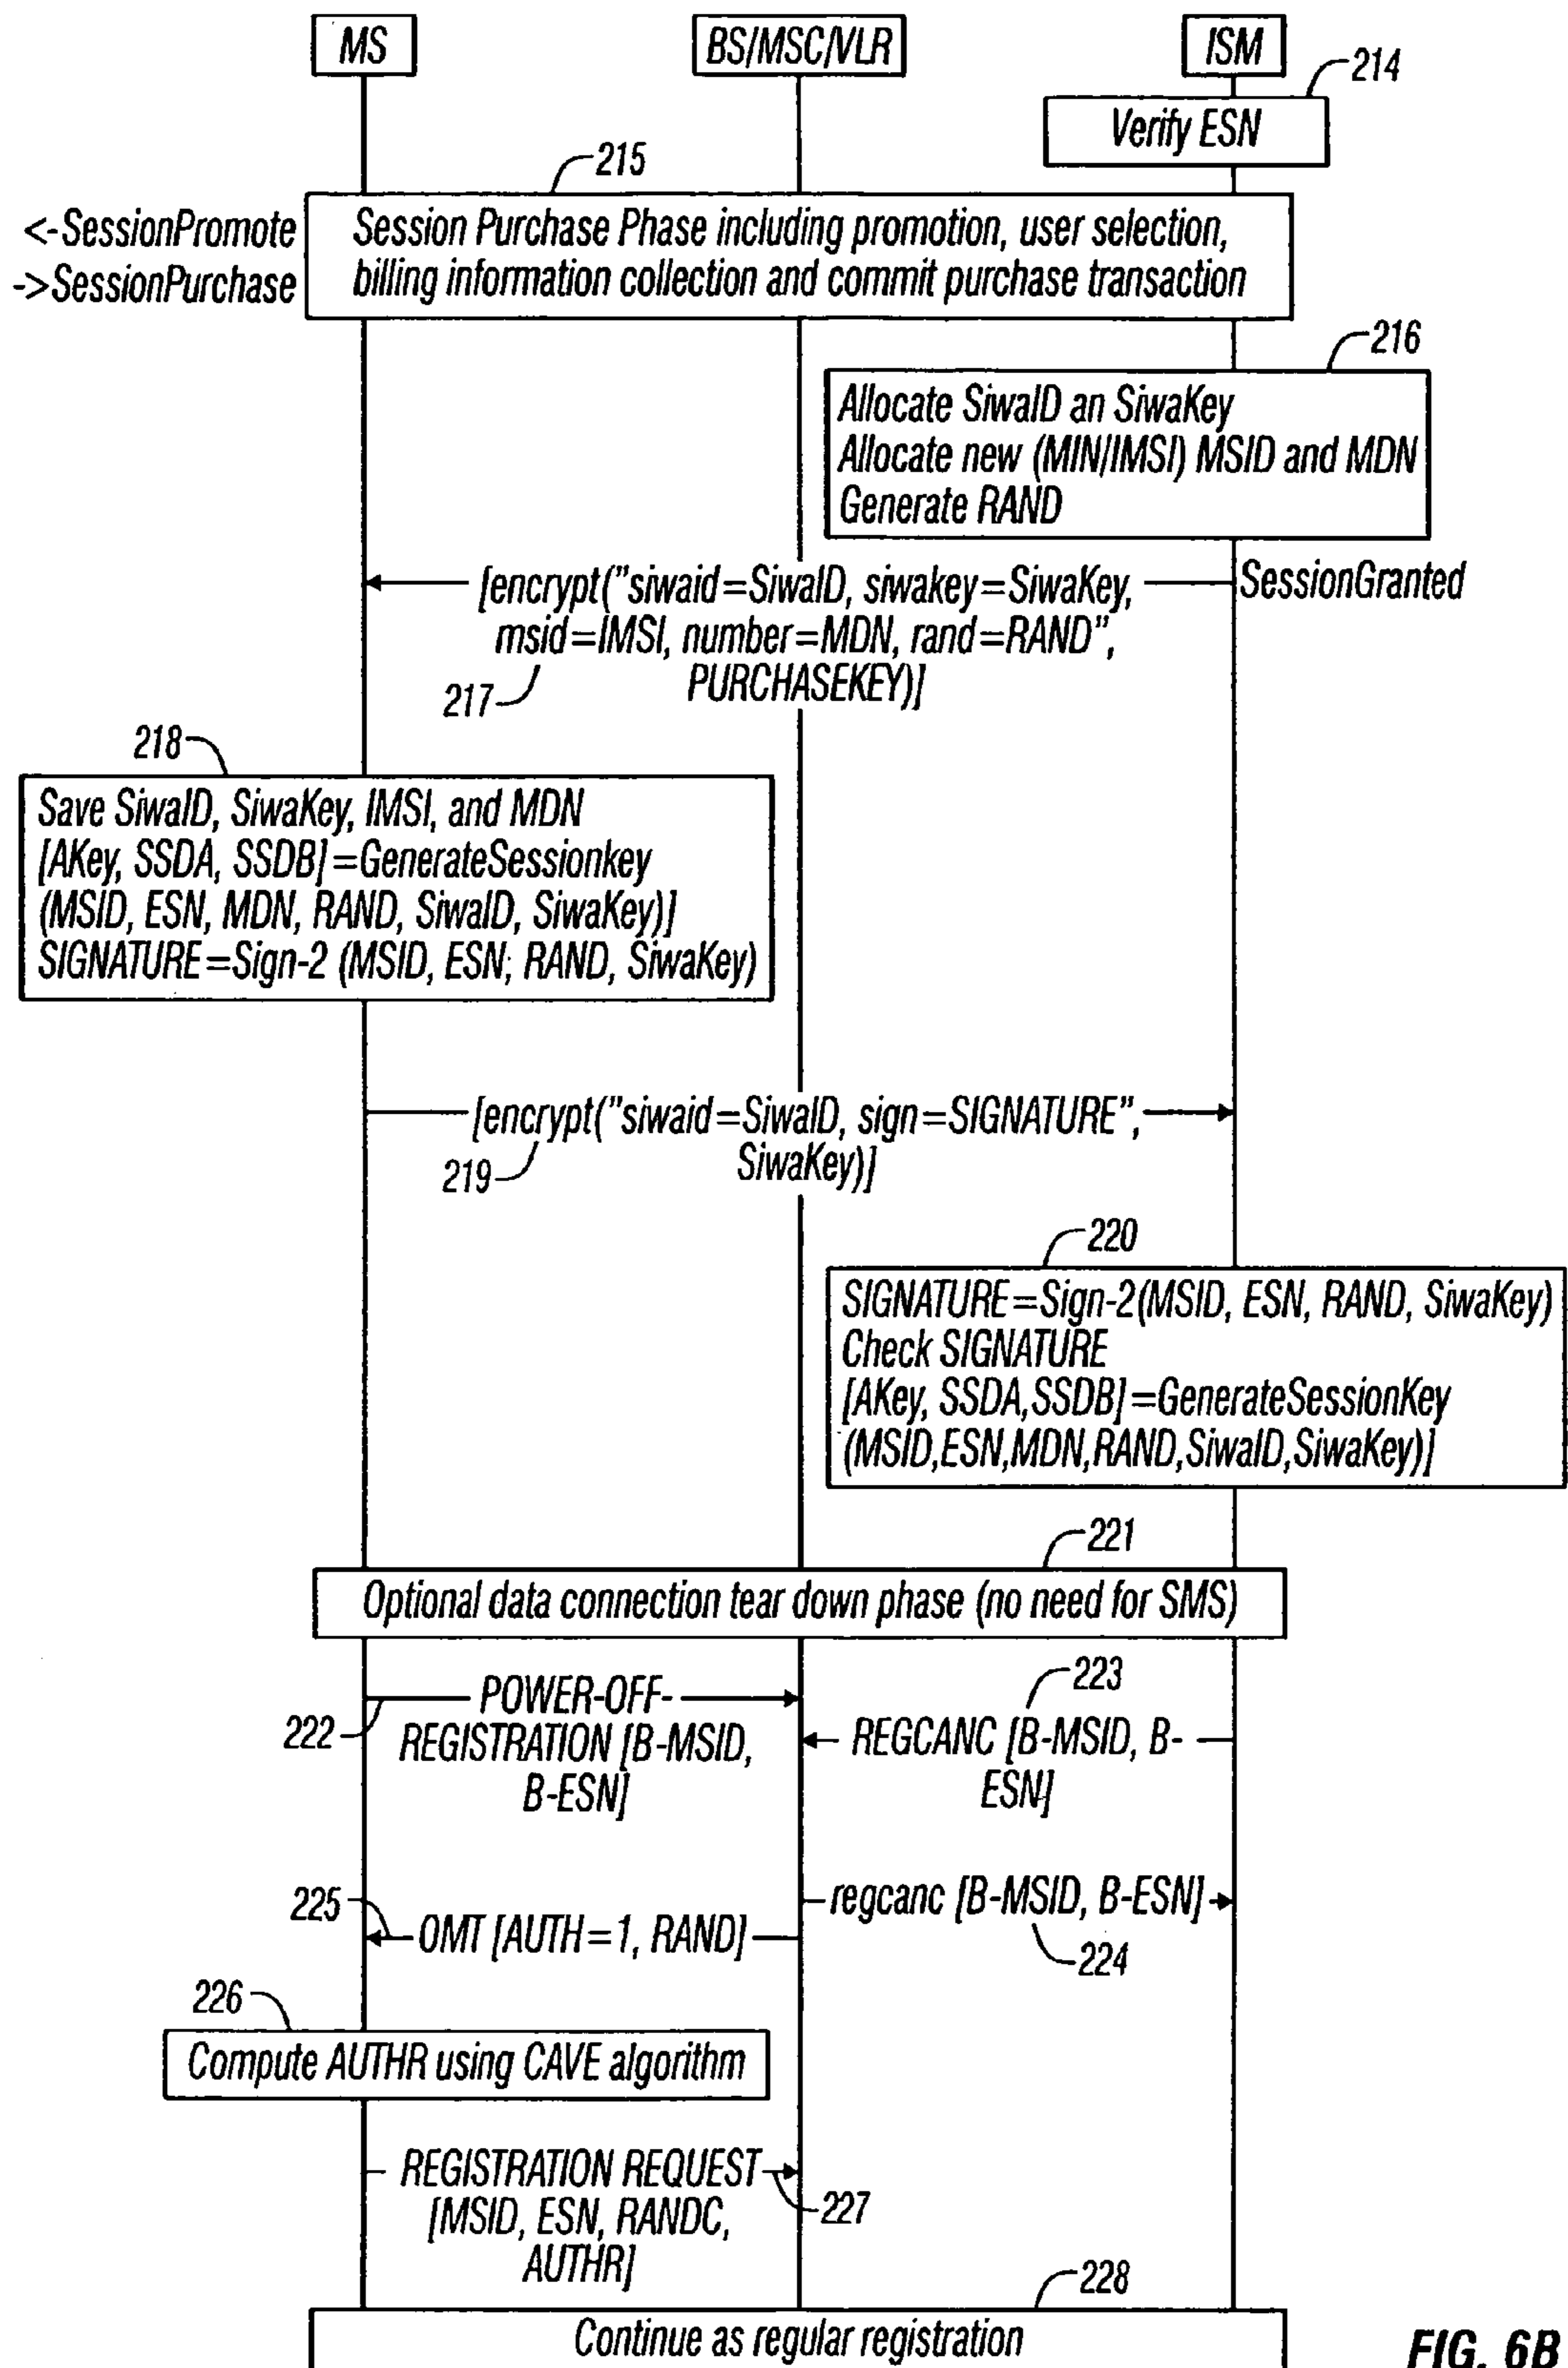 MS
BS/MSC/VLR
ISM
214
Verify ESN
215
<-SessionPromote
->SessionPurchase
Session Purchase Phase including promotion, user selection,
billing information collection and commit purchase transaction
216
Allocate SiwaID an SiwaKey
Allocate new (MIN/IMSI) MSID and MDN
Generate RAND
[encrypt("siwaid=SiwaID, siwakey=SiwaKey,
msid=IMSI, number=MDN, rand=RAND",
PURCHASEKEY)]
SessionGranted
217
218
Save SiwaID, SiwaKey, IMSI, and MDN
[AKey, SSDA, SSDB]=GenerateSessionkey
(MSID, ESN, MDN, RAND, SiwaID, SiwaKey)]
SIGNATURE=Sign-2 (MSID, ESN; RAND, SiwaKey)
[encrypt("siwaid=SiwaID, sign=SIGNATURE",
SiwaKey)]
219
220
SIGNATURE=Sign-2(MSID, ESN, RAND, SiwaKey)
Check SIGNATURE
[AKey, SSDA,SSDB]=GenerateSessionKey
(MSID,ESN,MDN,RAND,SiwaID,SiwaKey)]
221
Optional data connection tear down phase (no need for SMS)
POWER-OFF-
REGISTRATION [B-MSID,
B-ESN]
222
223
REGCANC [B-MSID, B-
ESN]
regcanc [B-MSID, B-ESN]
224
225
OMT [AUTH=1, RAND]
226
Compute AUTHR using CAVE algorithm
REGISTRATION REQUEST
[MSID, ESN, RANDC,
AUTHR]
227
228
Continue as regular registration
FIG. 6B